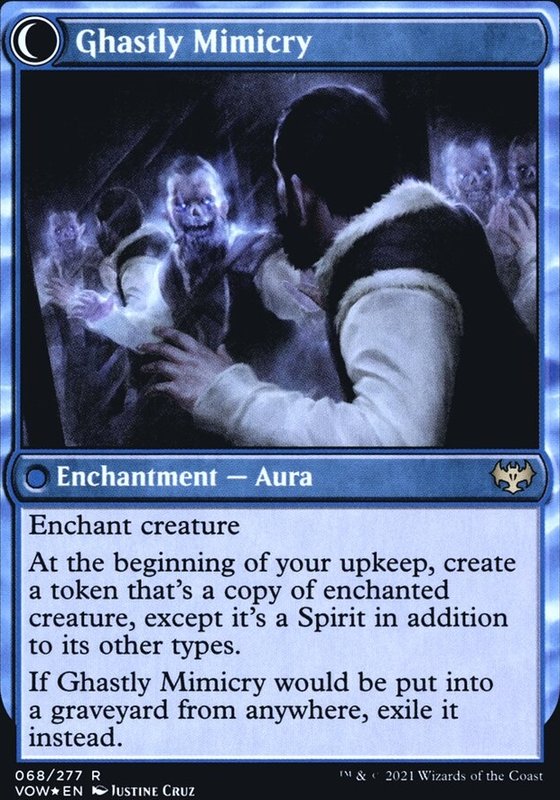 Ghastly Mimicry
Enchantment — Aura
Enchant creature
At the beginning of your upkeep, create
a token that's a copy of enchanted
creature, except it's a Spirit in addition
to its other types.
If Ghastly Mimicry would be put into
a graveyard from anywhere, exile it
instead.
068/277 R
™ & © 2021 Wizards of the Coast
VOW★EN Justine Cruz